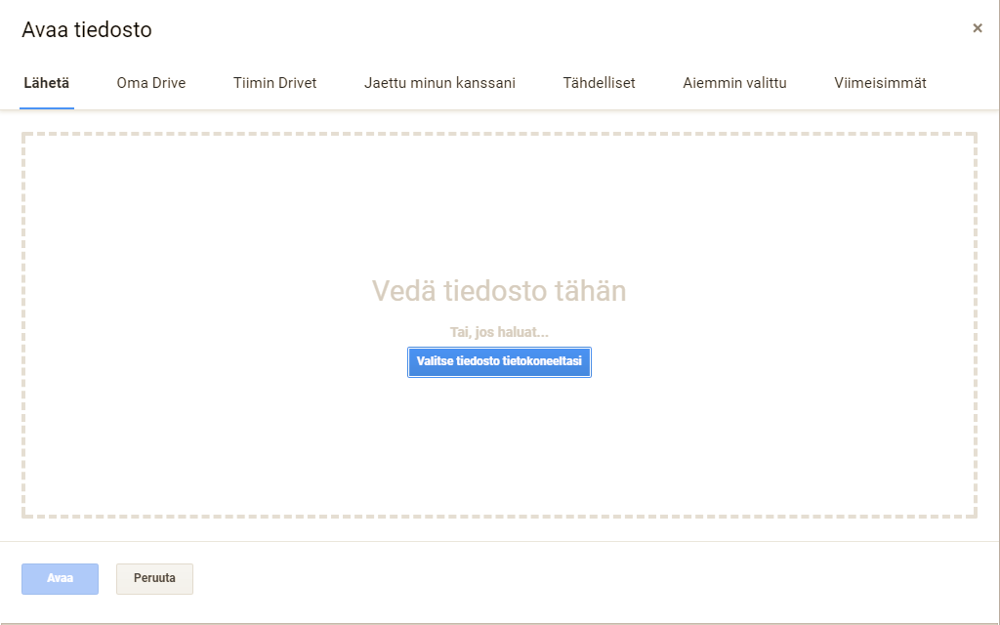 Avaa tiedosto
×
Lähetä Oma Drive Tiimin Drivet Jaettu minun kanssani Tähdelliset Aiemmin valittu Viimeisimmät
Vedä tiedosto tähän
Tai, jos haluat...
Valitse tiedosto tietokoneeltasi
Avaa Peruuta